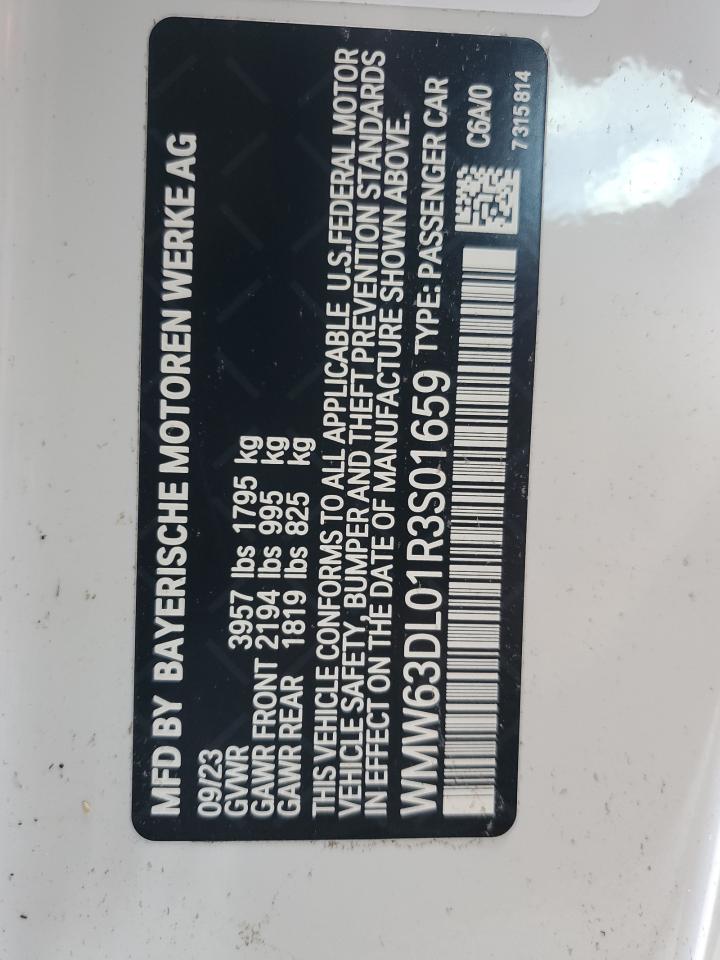 MFD BY BAYERISCHE MOTOREN WERKE AG
09/23
GVWR 3957 lbs 1795 kg
GAWR FRONT 2194 lbs 995 kg
GAWR REAR 1819 lbs 825 kg
THIS VEHICLE CONFORMS TO ALL APPLICABLE U.S.FEDERAL MOTOR
VEHICLE SAFETY, BUMPER AND THEFT PREVENTION STANDARDS
IN EFFECT ON THE DATE OF MANUFACTURE SHOWN ABOVE.
WMW63DL01R3S01659 TYPE: PASSENGER CAR
C6A/0
7315814